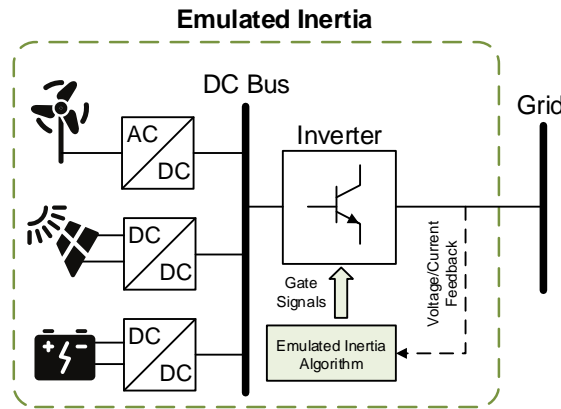 Emulated Inertia
DC Bus
Grid
AC
DC
Inverter
DC
DC
Gate
Signals
Voltage/Current
Feedback
DC
DC
Emulated Inertia
Algorithm